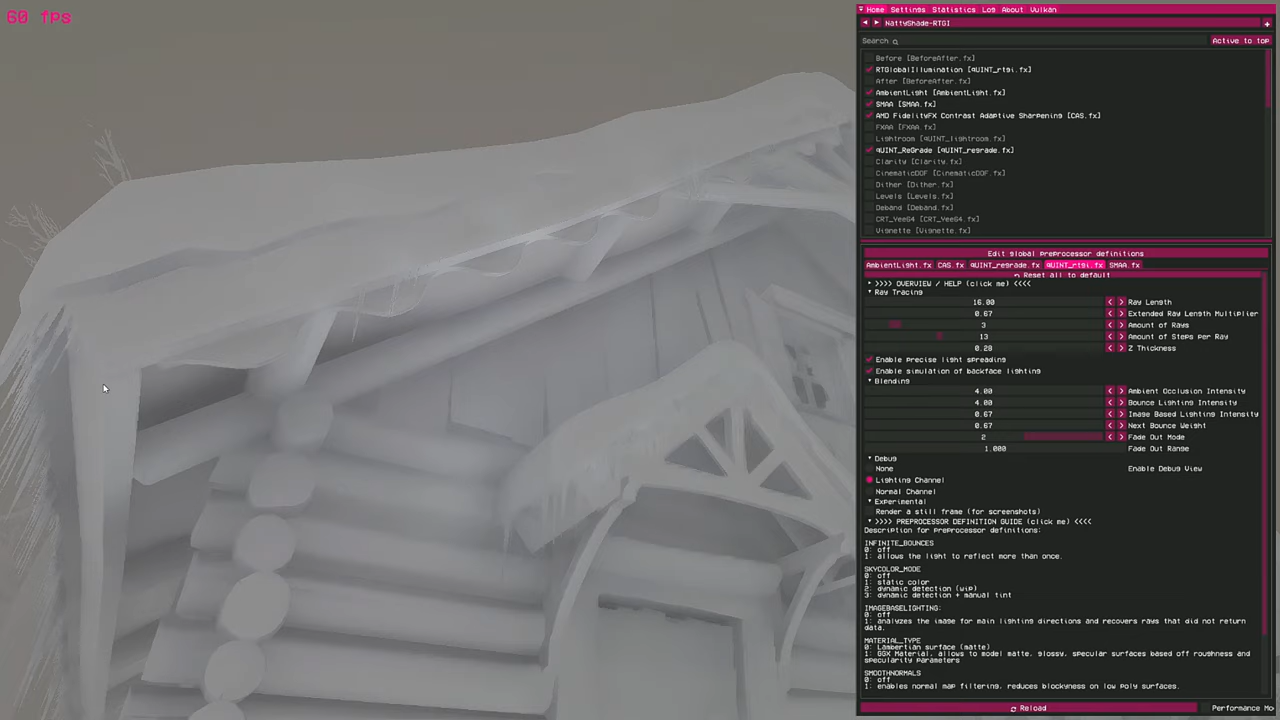 60 fps
Home Settings Statistics Log About Vulkan
NattyShade-RTGI +
Search Active to top
Before [BeforeAfter.fx]
RTGlobalIllumination [qUINT_rtgi.fx]
After [BeforeAfter.fx]
AmbientLight [AmbientLight.fx]
SMAA [SMAA.fx]
AMD FidelityFX Contrast Adaptive Sharpening [CAS.fx]
FXAA [FXAA.fx]
Lightroom [qUINT_lightroom.fx]
qUINT_ReGrade [qUINT_regrade.fx]
Clarity [Clarity.fx]
CinematicDOF [CinematicDOF.fx]
Dither [Dither.fx]
Levels [Levels.fx]
Deband [Deband.fx]
CRT_Yee64 [CRT_Yee64.fx]
Vignette [Vignette.fx]
Edit global preprocessor definitions
AmbientLight.fx CAS.fx qUINT_regrade.fx qUINT_rtgi.fx SMAA.fx
Reset all to default
>>>> OVERVIEW / HELP (click me) <<<<
Ray Tracing
16.00 < > Ray Length
0.67 < > Extended Ray Length Multiplier
3 < > Amount of Rays
13 < > Amount of Steps per Ray
0.28 < > Z Thickness
Enable precise light spreading
Enable simulation of backface lighting
Blending
4.00 < > Ambient Occlusion Intensity
4.00 < > Bounce Lighting Intensity
0.67 < > Image Based Lighting Intensity
0.67 < > Next Bounce Weight
2 < > Fade Out Mode
1.000 Fade Out Range
Debug
None Enable Debug View
Lighting Channel
Normal Channel
Experimental
Render a still frame (for screenshots)
>>>> PREPROCESSOR DEFINITION GUIDE (click me) <<<<
Description for preprocessor definitions:
INFINITE_BOUNCES
0: off
1: allows the light to reflect more than once.
SKYCOLOR_MODE
0: off
1: static color
2: dynamic detection (wip)
3: dynamic detection + manual tint
IMAGEBASELIGHTING:
0: off
1: analyzes the image for main lighting directions and recovers rays that did not return
data.
MATERIAL_TYPE
0: Lambertian surface (matte)
1: GGX Material, allows to model matte, glossy, specular surfaces based off roughness and
specularity parameters
SMOOTHNORMALS
0: off
1: enables normal map filtering, reduces blockyness on low poly surfaces.
Reload Performance Mo